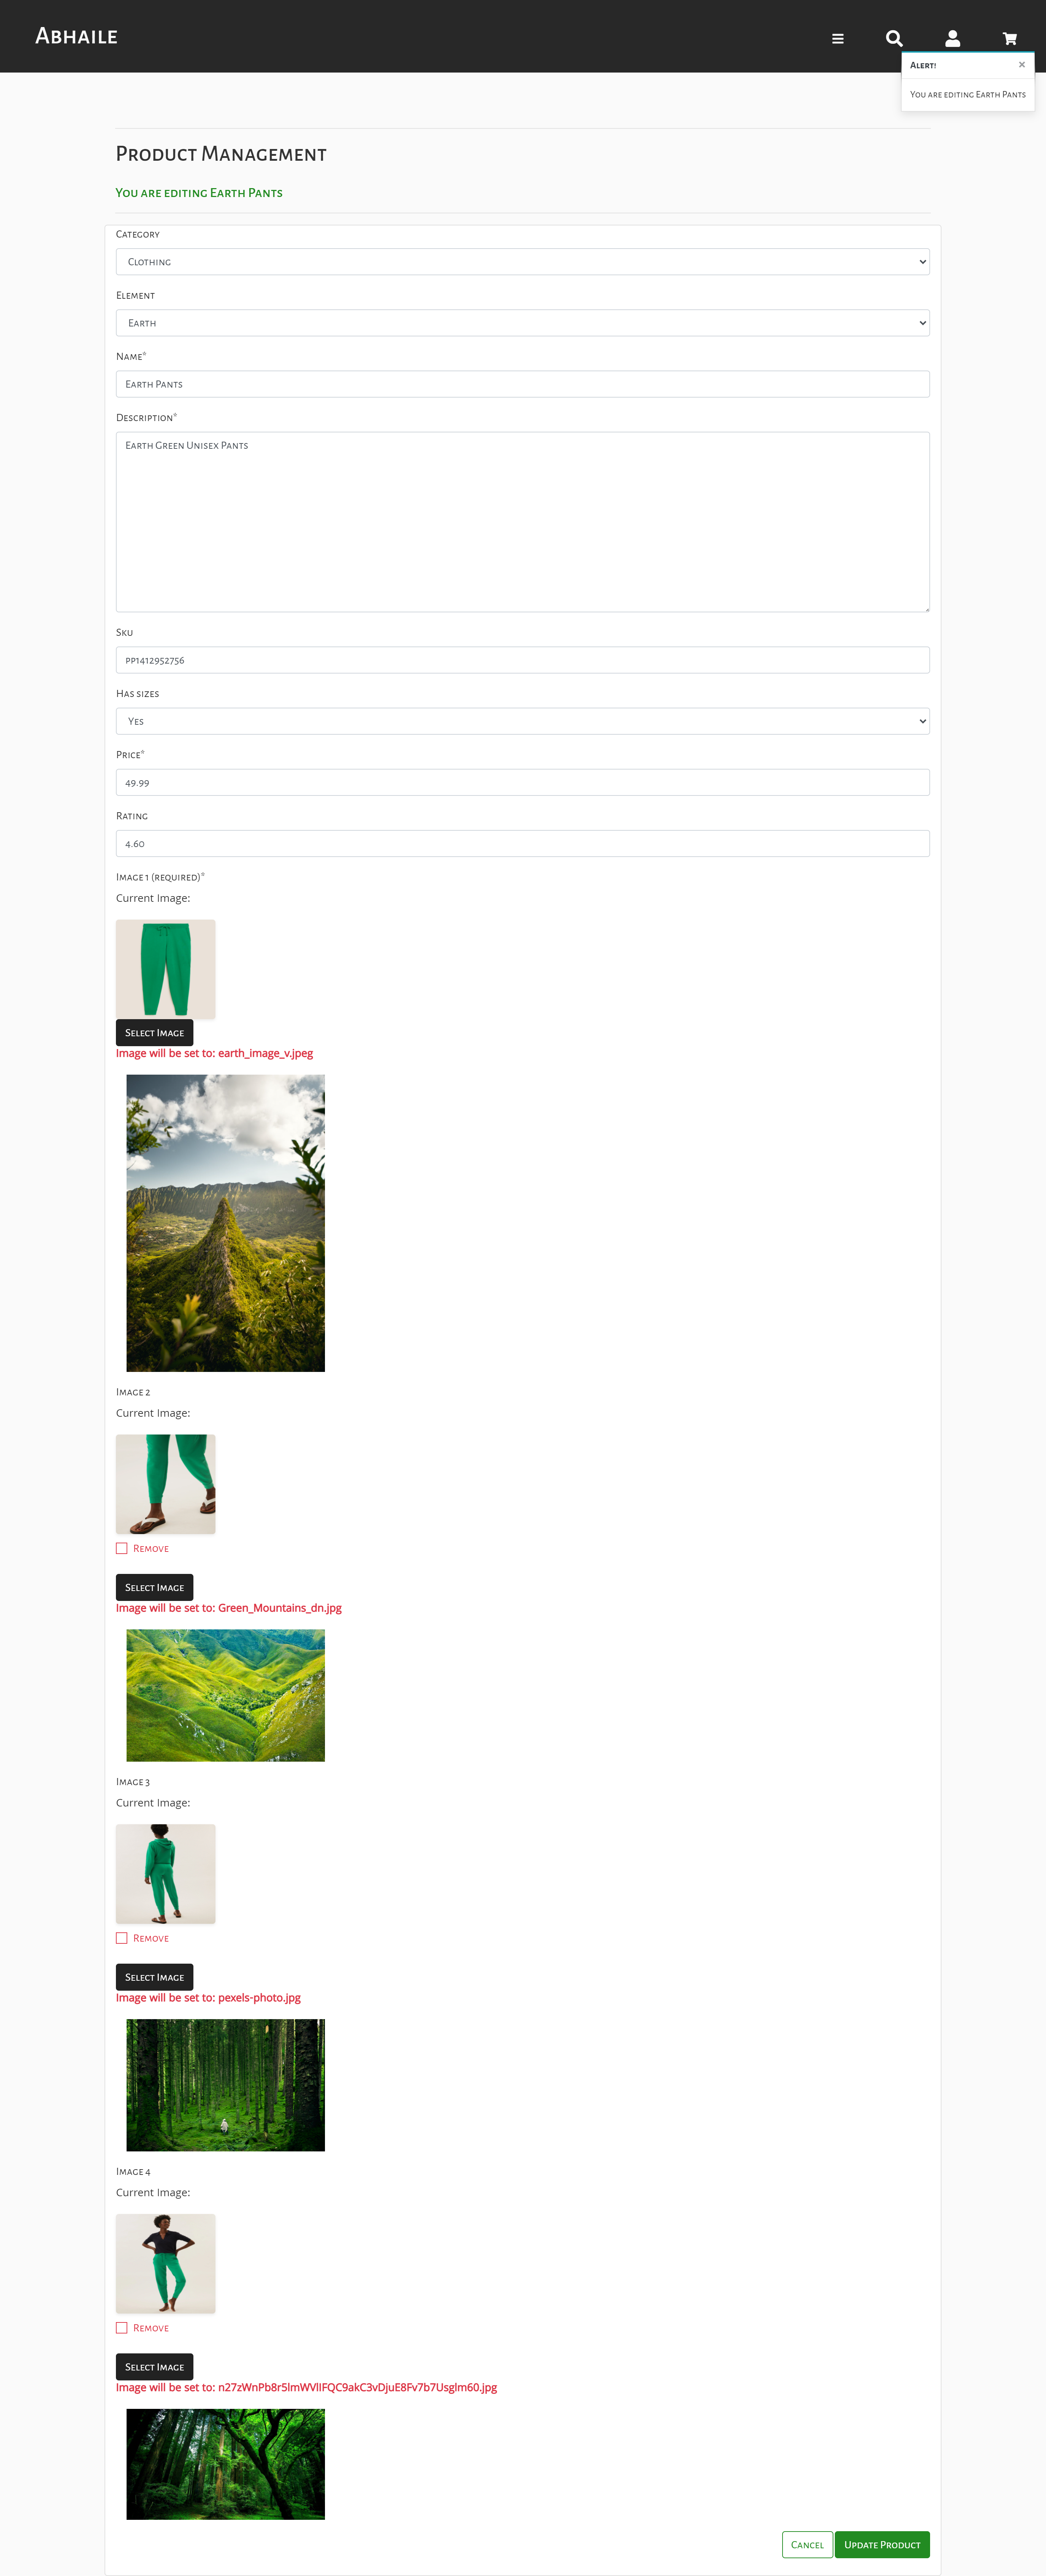 Abhaile
Alert!
×
You are editing Earth Pants
Product Management
You are editing Earth Pants
Category
Clothing
Element
Earth
Name*
Earth Pants
Description*
Earth Green Unisex Pants
Sku
pp1412952756
Has sizes
Yes
Price*
49.99
Rating
4.60
Image 1 (required)*
Current Image:
Select Image
Image will be set to: earth_image_v.jpeg
Image 2
Current Image:
Remove
Select Image
Image will be set to: Green_Mountains_dn.jpg
Image 3
Current Image:
Remove
Select Image
Image will be set to: pexels-photo.jpg
Image 4
Current Image:
Remove
Select Image
Image will be set to: n27zWnPb8r5lmWVlIFQC9akC3vDjuE8Fv7b7Usglm60.jpg
Cancel
Update Product